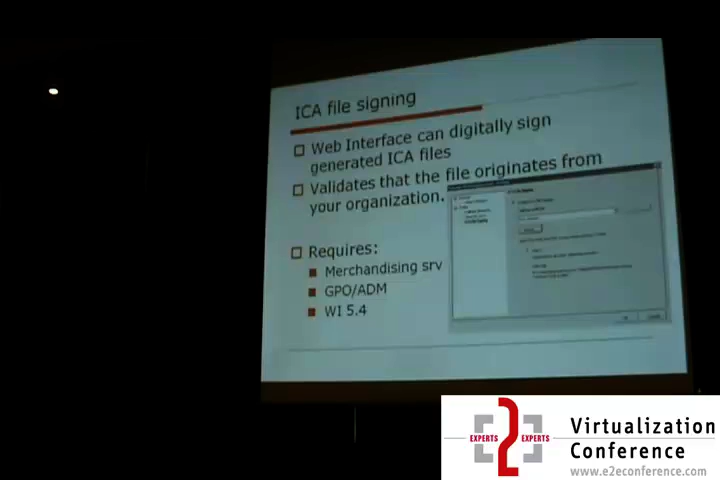 ICA file signing
Web Interface can digitally sign
generated ICA files
Validates that the file originates from
your organization.
Requires:
Merchandising srv
GPO/ADM
WI 5.4
EXPERTS 2 EXPERTS
Virtualization
Conference
www.e2econference.com